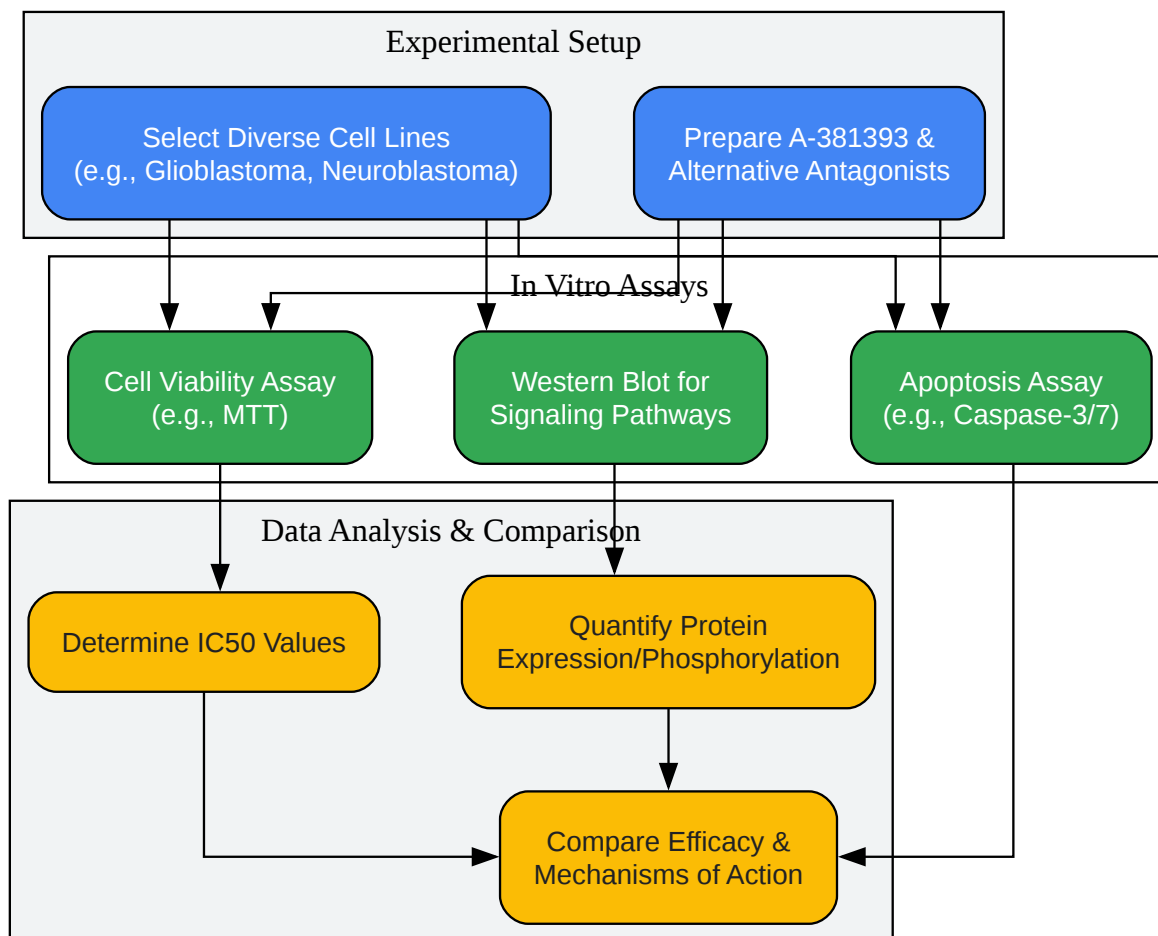 Experimental Setup
Select Diverse Cell Lines
(e.g., Glioblastoma, Neuroblastoma)
Prepare A-381393 &
Alternative Antagonists
In Vitro Assays
Cell Viability Assay
(e.g., MTT)
Western Blot for
Signaling Pathways
Apoptosis Assay
(e.g., Caspase-3/7)
Data Analysis & Comparison
Determine IC50 Values
Quantify Protein
Expression/Phosphorylation
Compare Efficacy &
Mechanisms of Action